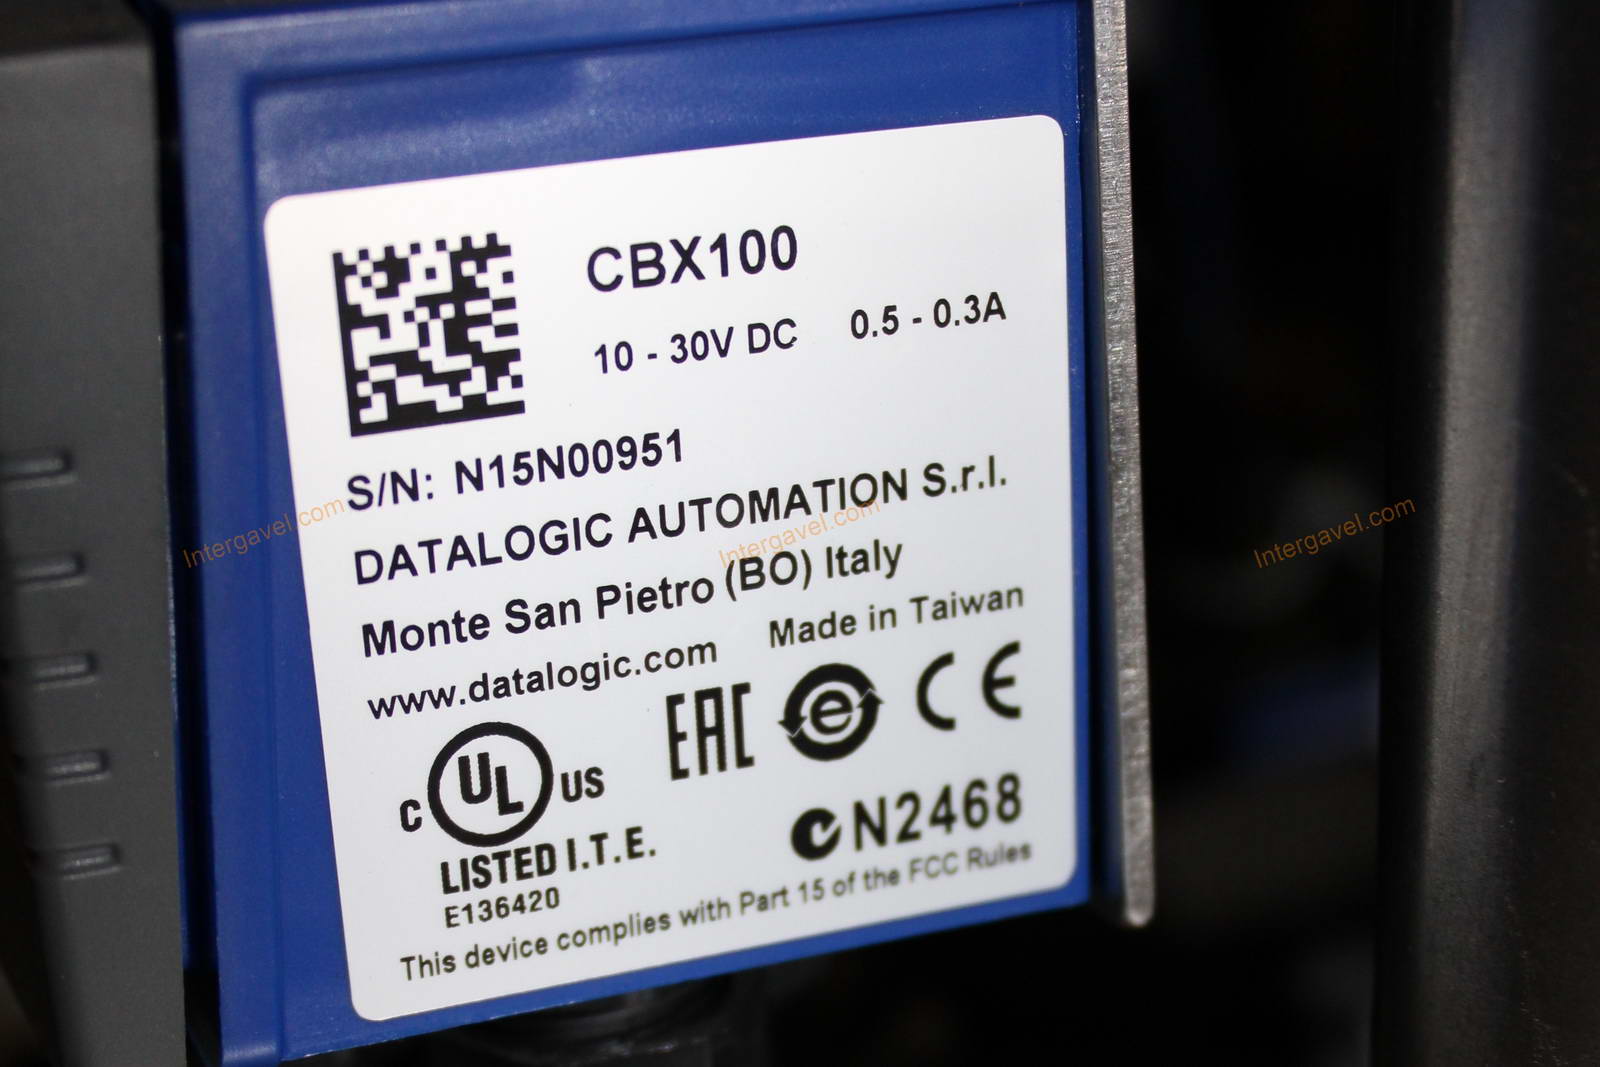 CBX100
10 - 30V DC 0.5 - 0.3A
S/N: N15N00951
DATALOGIC AUTOMATION S.r.l.
Monte San Pietro (BO) Italy
www.datalogic.com Made in Taiwan
EAC e CE
C UL US
LISTED I.T.E.
E136420
N2468
This device complies with Part 15 of the FCC Rules
Intergavel.com
Intergavel.com
Intergavel.com